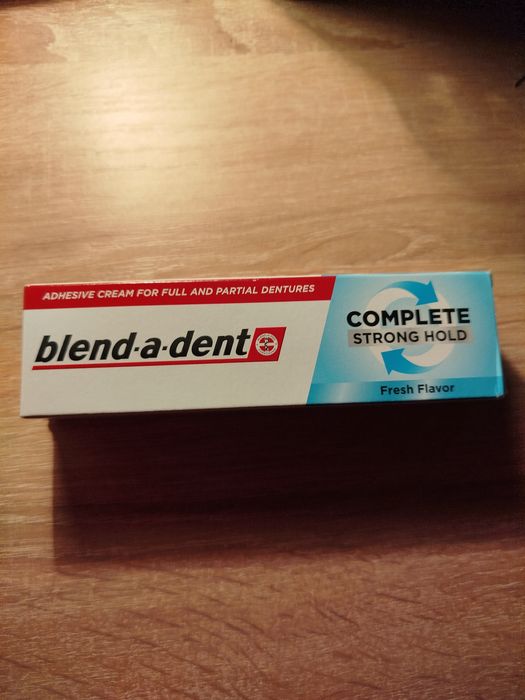 ADHESIVE CREAM FOR FULL AND PARTIAL DENTURES
blend-a-dent
COMPLETE
STRONG HOLD
Fresh Flavor